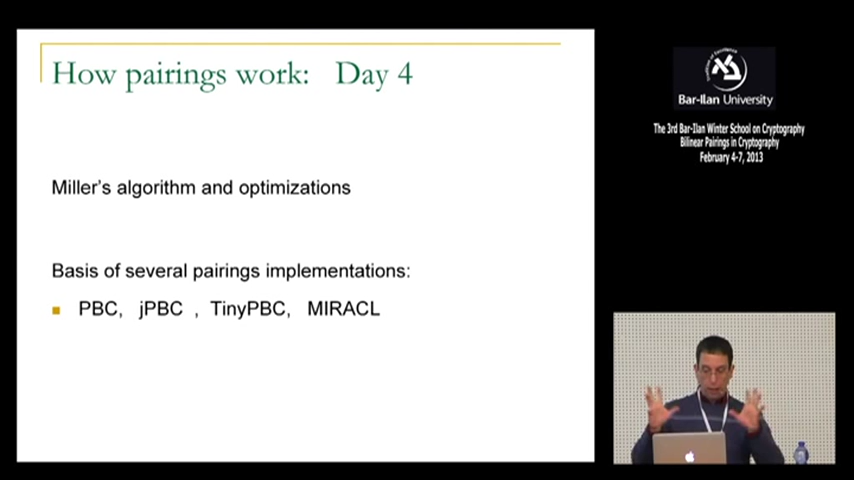 How pairings work: Day 4
Miller's algorithm and optimizations
Basis of several pairings implementations:
PBC, jPBC , TinyPBC, MIRACL
Bar-Ilan University
The 3rd Bar-Ilan Winter School on Cryptography
Bilinear Pairings in Cryptography
February 4-7, 2013